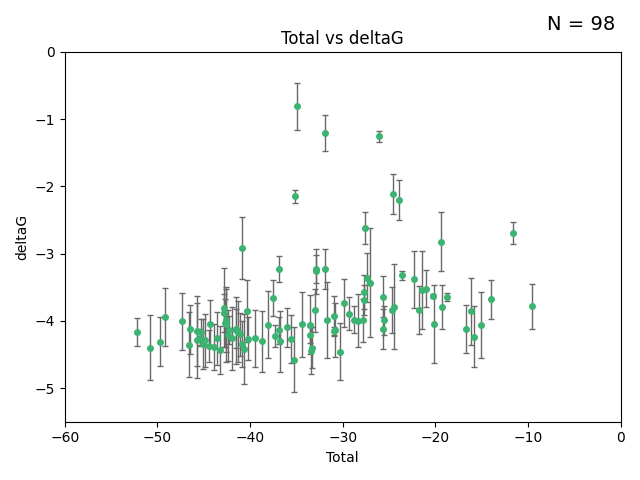 N = 98
Total vs deltaG
0
−1
−2
−3
−4
−5
deltaG
−60 −50 −40 −30 −20 −10 0
Total